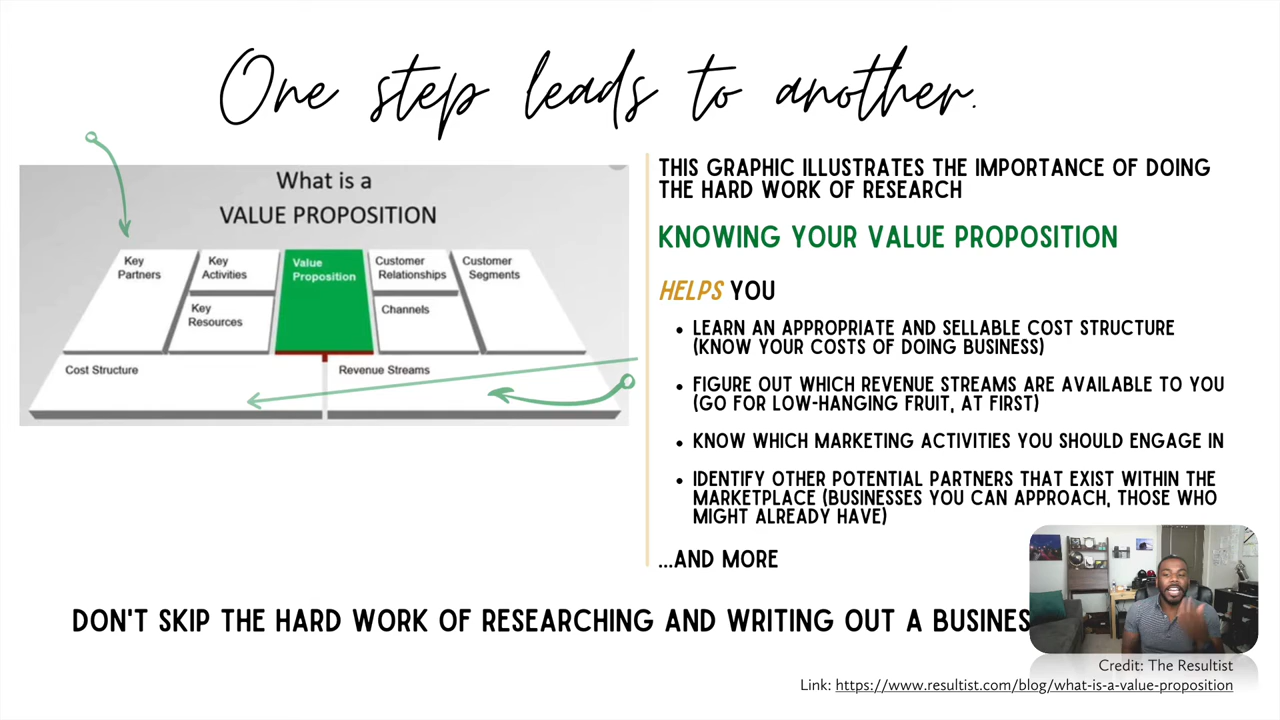 One step leads to another.
What is a
VALUE PROPOSITION
Key
Partners
Key
Activities
Key
Resources
Value
Proposition
Customer
Relationships
Channels
Customer
Segments
Cost Structure
Revenue Streams
THIS GRAPHIC ILLUSTRATES THE IMPORTANCE OF DOING
THE HARD WORK OF RESEARCH
KNOWING YOUR VALUE PROPOSITION
HELPS YOU
• LEARN AN APPROPRIATE AND SELLABLE COST STRUCTURE
(KNOW YOUR COSTS OF DOING BUSINESS)
• FIGURE OUT WHICH REVENUE STREAMS ARE AVAILABLE TO YOU
(GO FOR LOW-HANGING FRUIT, AT FIRST)
• KNOW WHICH MARKETING ACTIVITIES YOU SHOULD ENGAGE IN
• IDENTIFY OTHER POTENTIAL PARTNERS THAT EXIST WITHIN THE
MARKETPLACE (BUSINESSES YOU CAN APPROACH, THOSE WHO
MIGHT ALREADY HAVE)
...AND MORE
DON'T SKIP THE HARD WORK OF RESEARCHING AND WRITING OUT A BUSINES
Credit: The Resultist
Link: https://www.resultist.com/blog/what-is-a-value-proposition